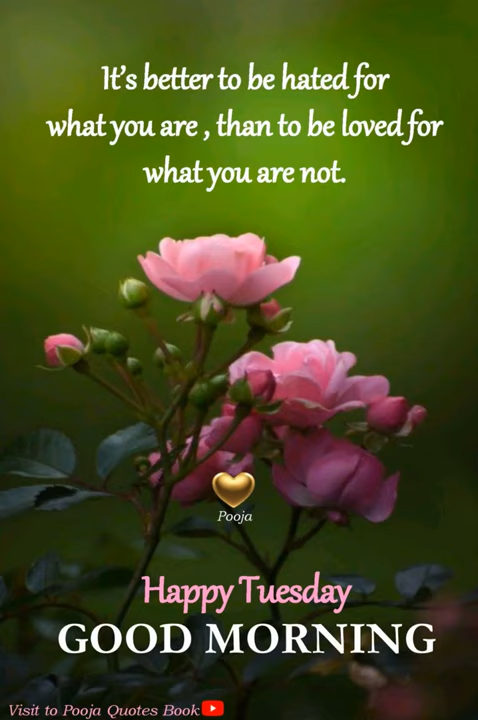 It's better to be hated for
what you are , than to be loved for
what you are not.
Pooja
Happy Tuesday
GOOD MORNING
Visit to Pooja Quotes Book